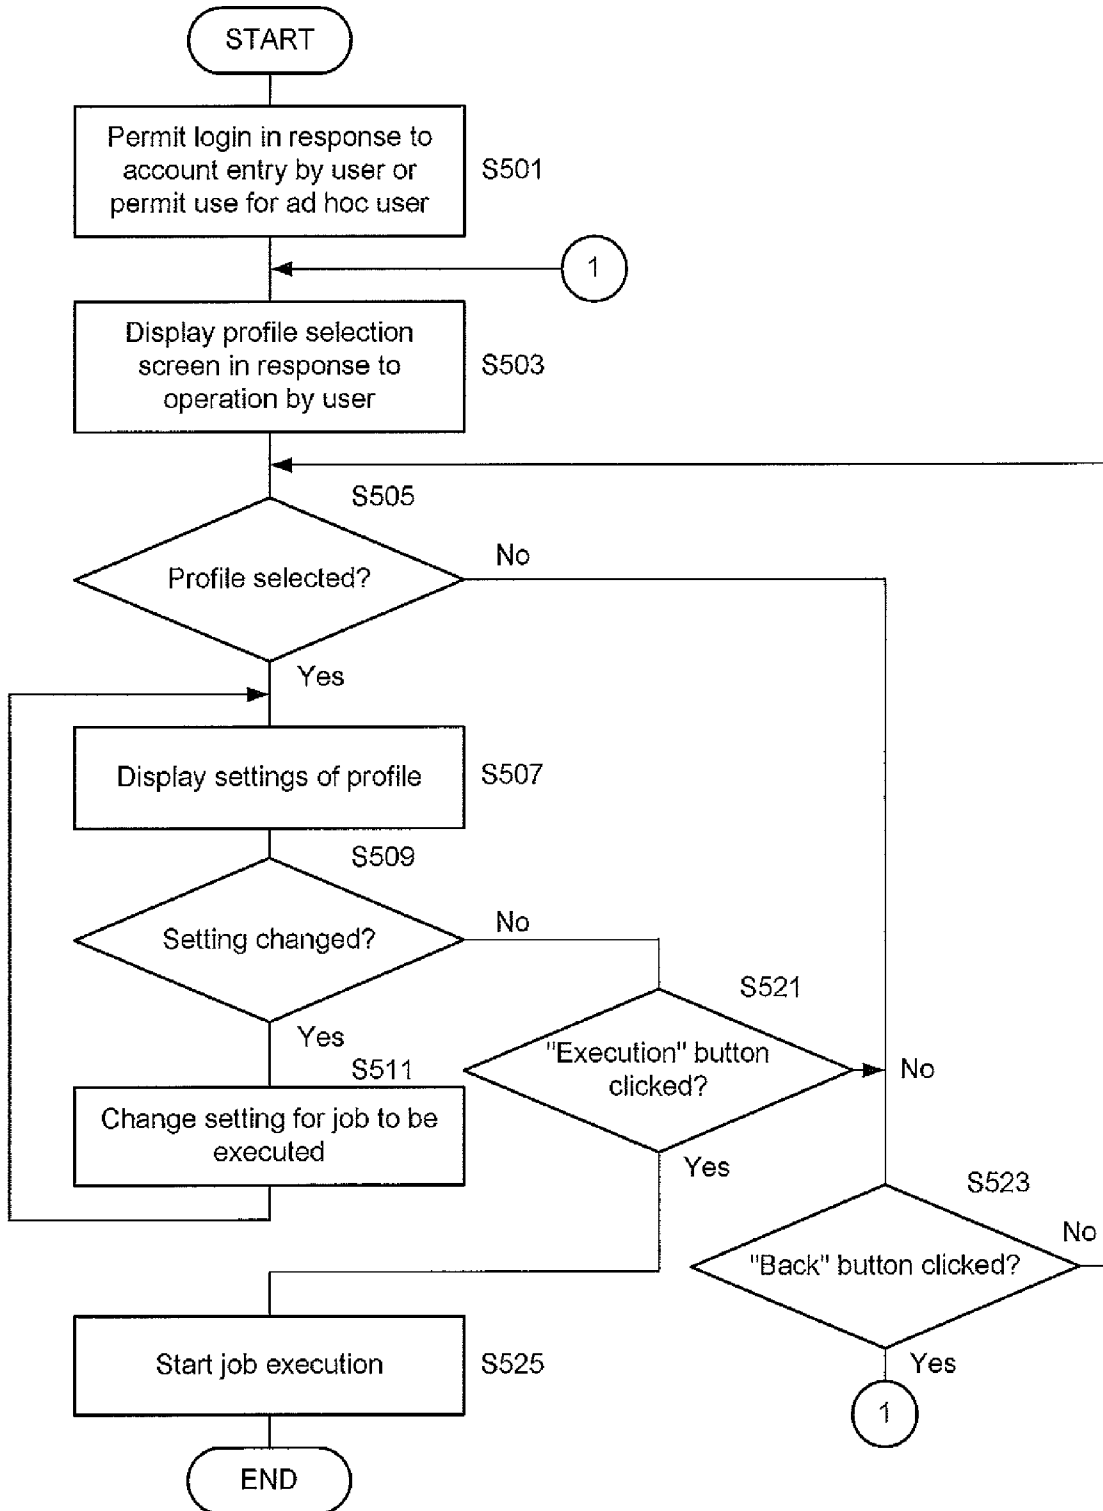 START
Permit login in response to
account entry by user or
permit use for ad hoc user
S501
1
Display profile selection
screen in response to
operation by user
S503
S505
Profile selected?
No
Yes
Display settings of profile
S507
S509
Setting changed?
No
Yes
S521
"Execution" button
clicked?
No
Yes
S511
Change setting for job to be
executed
S523
"Back" button clicked?
No
Yes
1
Start job execution
S525
END